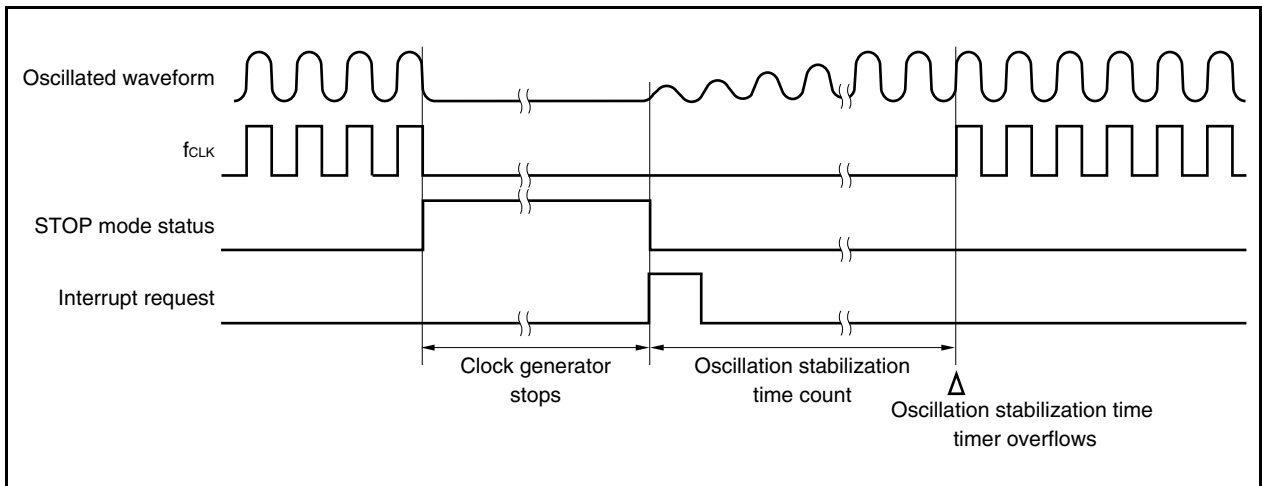 Oscillated waveform
fCLK
STOP mode status
Interrupt request
Clock generator
stops
Oscillation stabilization
time count
Oscillation stabilization time
timer overflows